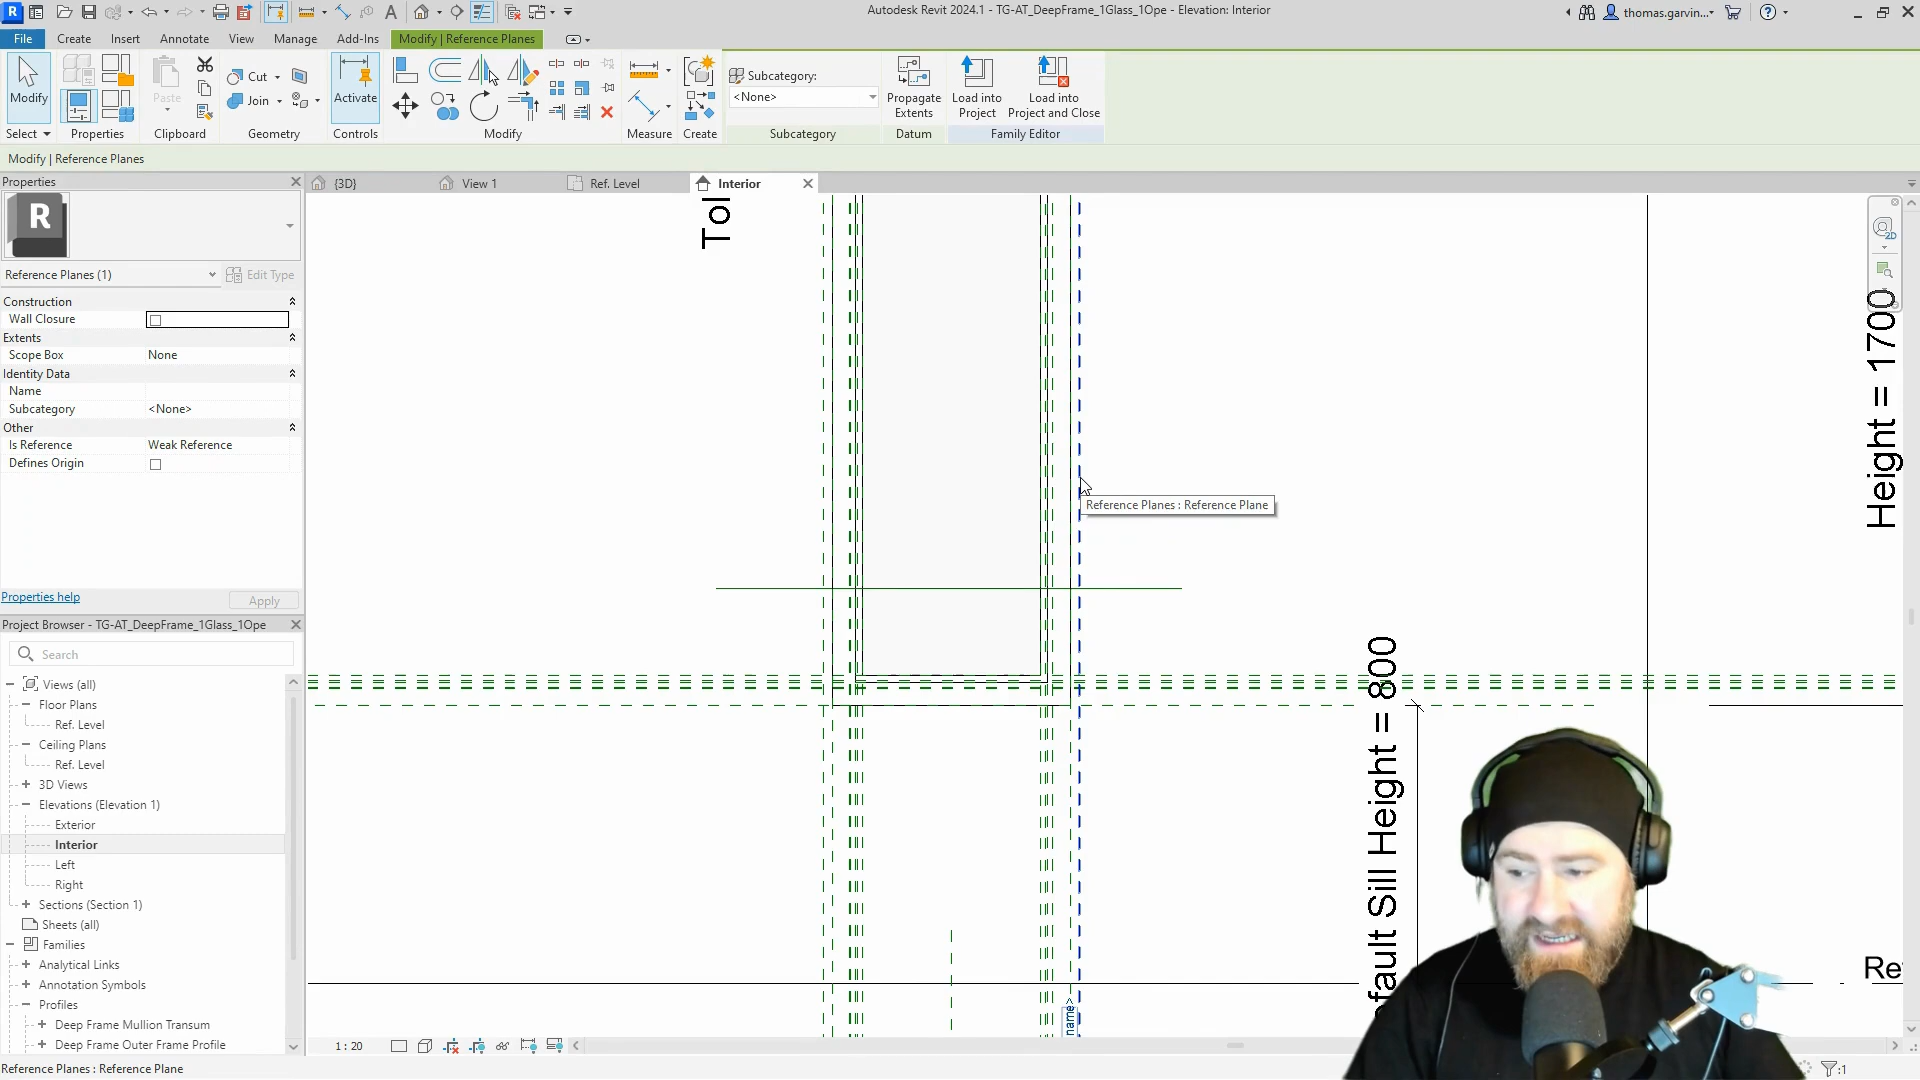 Autodesk Revit 2024.1 - TG-AT_DeepFrame_1Glass_1Ope - Elevation: Interior
thomas.garvin...
File
Create
Insert
Annotate
View
Manage
Add-Ins
Modify | Reference Planes
Modify
Paste
Cut
Join
Activate
Subcategory:
<None>
Propagate
Extents
Load into
Project
Load into
Project and Close
Select
Properties
Clipboard
Geometry
Controls
Modify
Measure
Create
Subcategory
Datum
Family Editor
Modify | Reference Planes
Properties
{3D}
View 1
Ref. Level
Interior
R
Reference Planes (1)
Edit Type
Construction
Wall Closure
Extents
Scope Box None
Identity Data
Name
Subcategory <None>
Other
Is Reference Weak Reference
Defines Origin
Properties help
Apply
Project Browser - TG-AT_DeepFrame_1Glass_1Ope
Search
Views (all)
Floor Plans
Ref. Level
Ceiling Plans
Ref. Level
3D Views
Elevations (Elevation 1)
Exterior
Interior
Left
Right
Sections (Section 1)
Sheets (all)
Families
Analytical Links
Annotation Symbols
Profiles
Deep Frame Mullion Transum
Deep Frame Outer Frame Profile
Tol
Reference Planes : Reference Plane
Height = 1700
fault Sill Height = 800
name>
Re
1 : 20
Reference Planes : Reference Plane
:1
2D